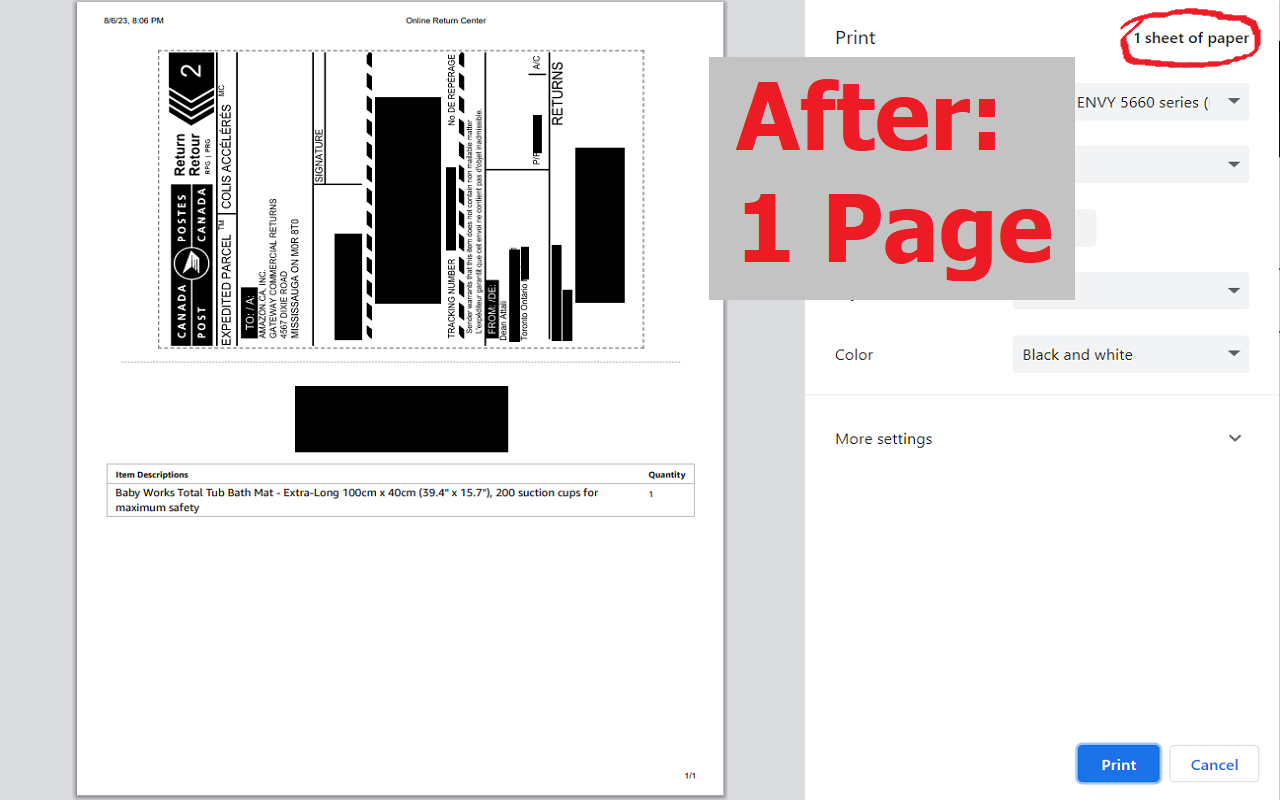 8/6/23, 8:06 PM
Online Return Center
CANADA POSTES
POST CANADA
Return
Retour
RPG | PRG
2
EXPEDITED PARCEL TM
COLIS ACCÉLÉRÉS MC
TO: / A:
AMAZON.CA, INC.
GATEWAY COMMERCIAL RETURNS
4567 DIXIE ROAD
MISSISSAUGA ON M0R 8T0
SIGNATURE
TRACKING NUMBER
No DE REPÉRAGE
Sender warrants that this item does not contain non mailable matter
L'expéditeur garantit que cet envoi ne contient pas d'objet inadmissible.
FROM: /DE:
Dean Attali
Toronto Ontario
A/C
RETURNS
Item Descriptions Quantity
Baby Works Total Tub Bath Mat - Extra-Long 100cm x 40cm (39.4" x 15.7"), 200 suction cups for 1
maximum safety
1/1
Print
1 sheet of paper
After:
1 Page
ENVY 5660 series (
Color
Black and white
More settings
Print
Cancel